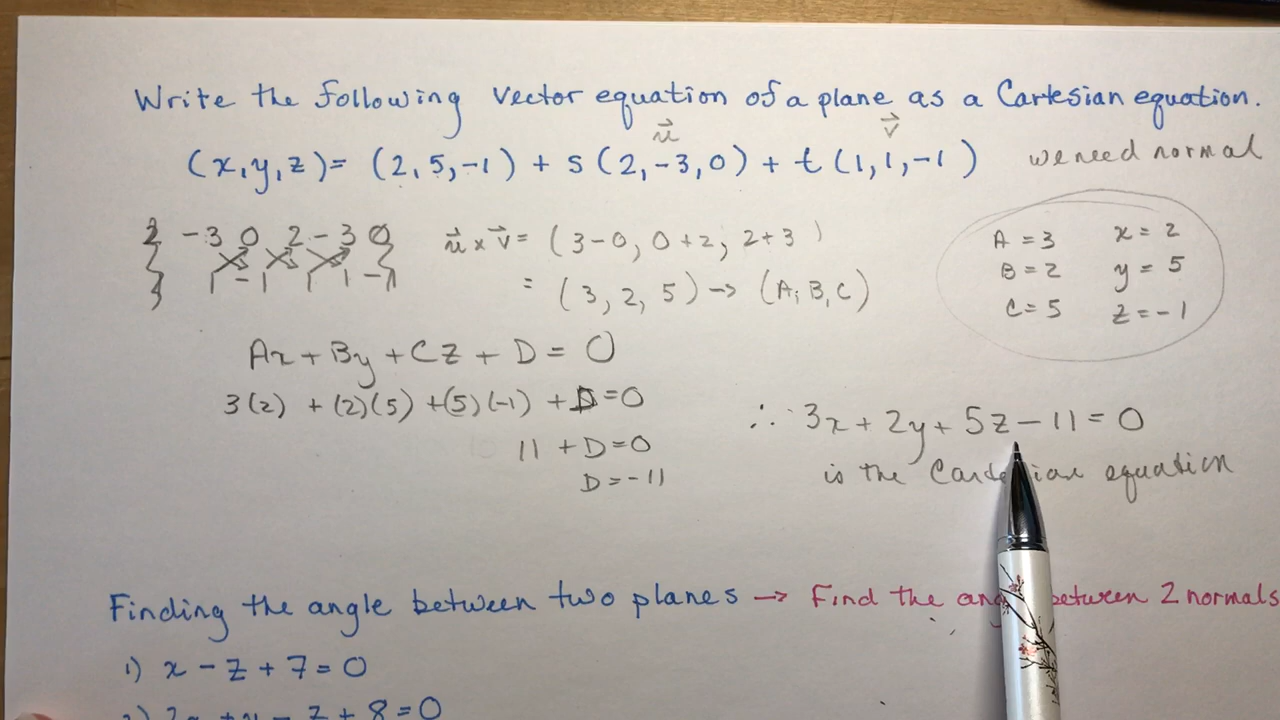 Write the following vector equation of a plane as a Cartesian equation.
(x,y,z)= (2,5,-1) + s(2,-3,0) + t(1,1,-1) we need normal
u⃗ v⃗
2 -3 0 2 -3 0
1 -1 1 1 -1
u⃗ x v⃗ = (3-0, 0+2, 2+3)
= (3, 2, 5) → (A, B, C)
A = 3 x = 2
B = 2 y = 5
C = 5 z = -1
Ax + By + Cz + D = 0
3(2) + (2)(5) + (5)(-1) + D = 0
11 + D = 0
D = -11
∴ 3x + 2y + 5z - 11 = 0
is the equation
Finding the angle between two planes → Find the between 2 normals
1) x - z + 7 = 0
z + 8 = 0